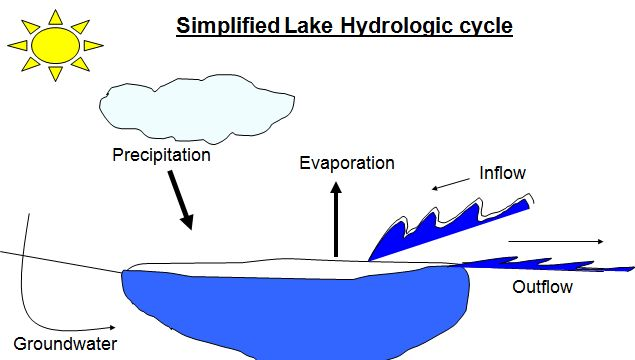 Simplified Lake Hydrologic cycle
Precipitation
Evaporation
Inflow
Outflow
Groundwater